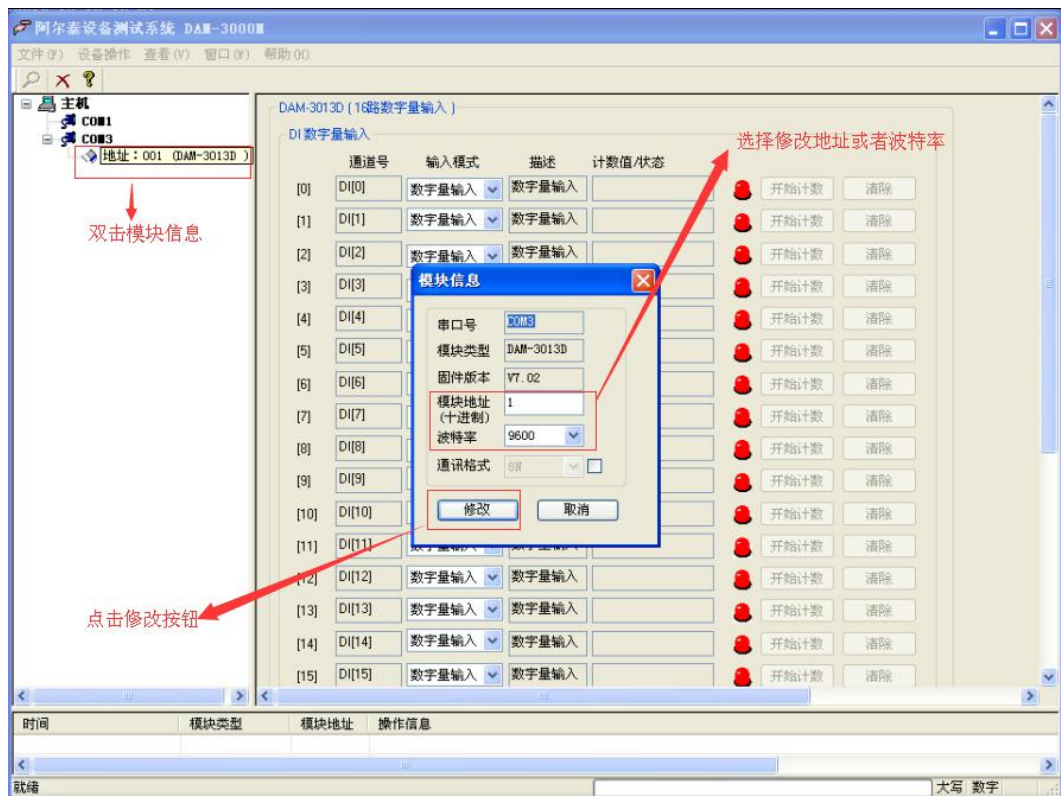 阿尔泰设备测试系统 DAM-3000M
文件(F) 设备操作 查看(V) 窗口(W) 帮助(H)
主机
COM1
COM3
地址：001 (DAM-3013D )
双击模块信息
DAM-3013D ( 16路数字量输入 )
DI 数字量输入
选择修改地址或者波特率
通道号 输入模式 描述 计数值/状态
[0] DI[0] 数字量输入 数字量输入 开始计数 清除
[1] DI[1] 数字量输入 数字量输入 开始计数 清除
[2] DI[2] 数字量输入 数字量输入 开始计数 清除
[3] DI[3] 开始计数 清除
[4] DI[4] 开始计数 清除
[5] DI[5] 开始计数 清除
[6] DI[6] 开始计数 清除
[7] DI[7] 开始计数 清除
[8] DI[8] 开始计数 清除
[9] DI[9] 开始计数 清除
[10] DI[10] 开始计数 清除
[11] DI[11] 数字量输入 数字量输入 开始计数 清除
[12] DI[12] 数字量输入 数字量输入 开始计数 清除
[13] DI[13] 数字量输入 数字量输入 开始计数 清除
[14] DI[14] 数字量输入 数字量输入 开始计数 清除
[15] DI[15] 数字量输入 数字量输入 开始计数 清除
模块信息
串口号 COM3
模块类型 DAM-3013D
固件版本 V7.02
模块地址 1
(十进制)
波特率 9600
通讯格式 8N
修改 取消
点击修改按钮
时间 模块类型 模块地址 操作信息
就绪 大写 数字